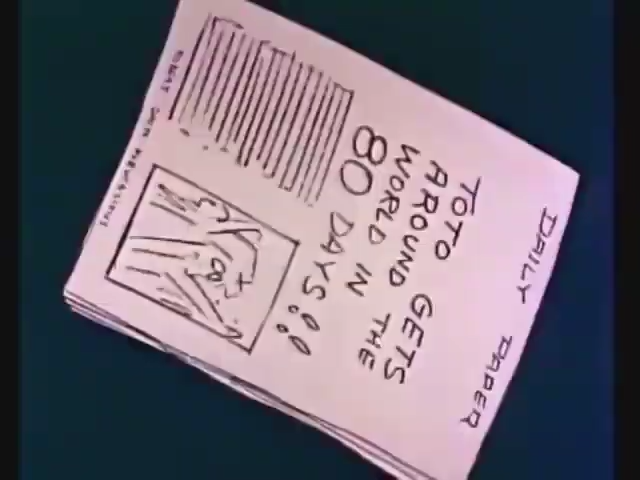 DAILY PAPER
TOTO GETS
AROUND THE
WORLD IN
80 DAYS!!